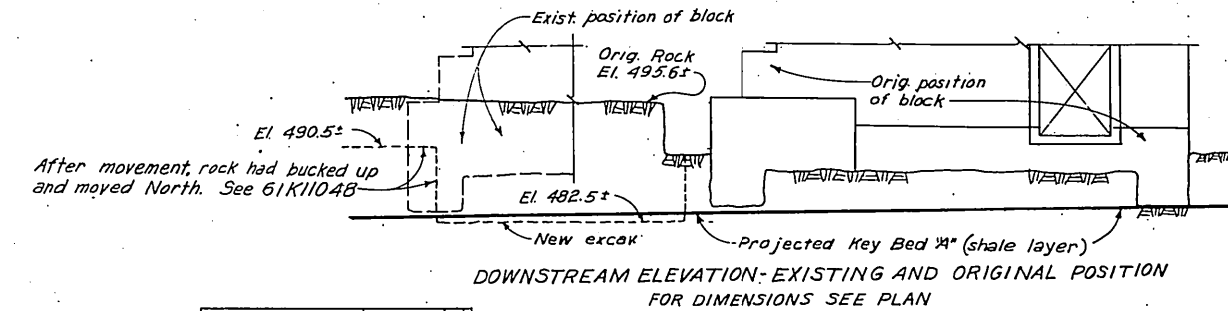 Exist. position of block
Orig. Rock
El. 495.6±
Orig. position
of block
El. 490.5±
After movement, rock had bucked up
and moved North. See 61K11048
El. 482.5±
New excav.
Projected Key Bed "A" (shale layer)
DOWNSTREAM ELEVATION-EXISTING AND ORIGINAL POSITION
FOR DIMENSIONS SEE PLAN